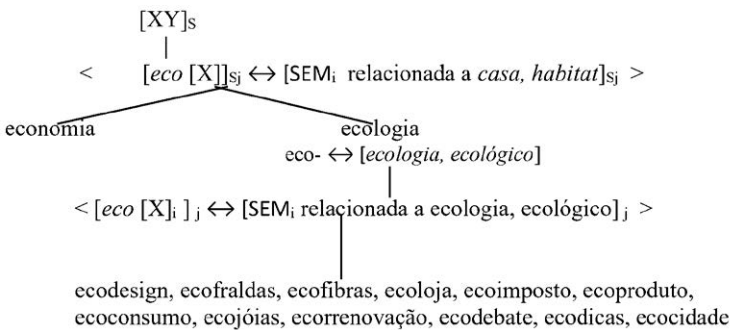 [XY]S
< [eco [X]]Sj ↔ [SEMi relacionada a casa, habitat]Sj >
economia ecologia
eco- ↔ [ecologia, ecológico]
< [eco [X]i ] j ↔ [SEMi relacionada a ecologia, ecológico] j >
ecodesign, ecofraldas, ecofibras, ecoloja, ecoimposto, ecoproduto,
ecoconsumo, ecojóias, ecorrenovação, ecodebate, ecodicas, ecocidade